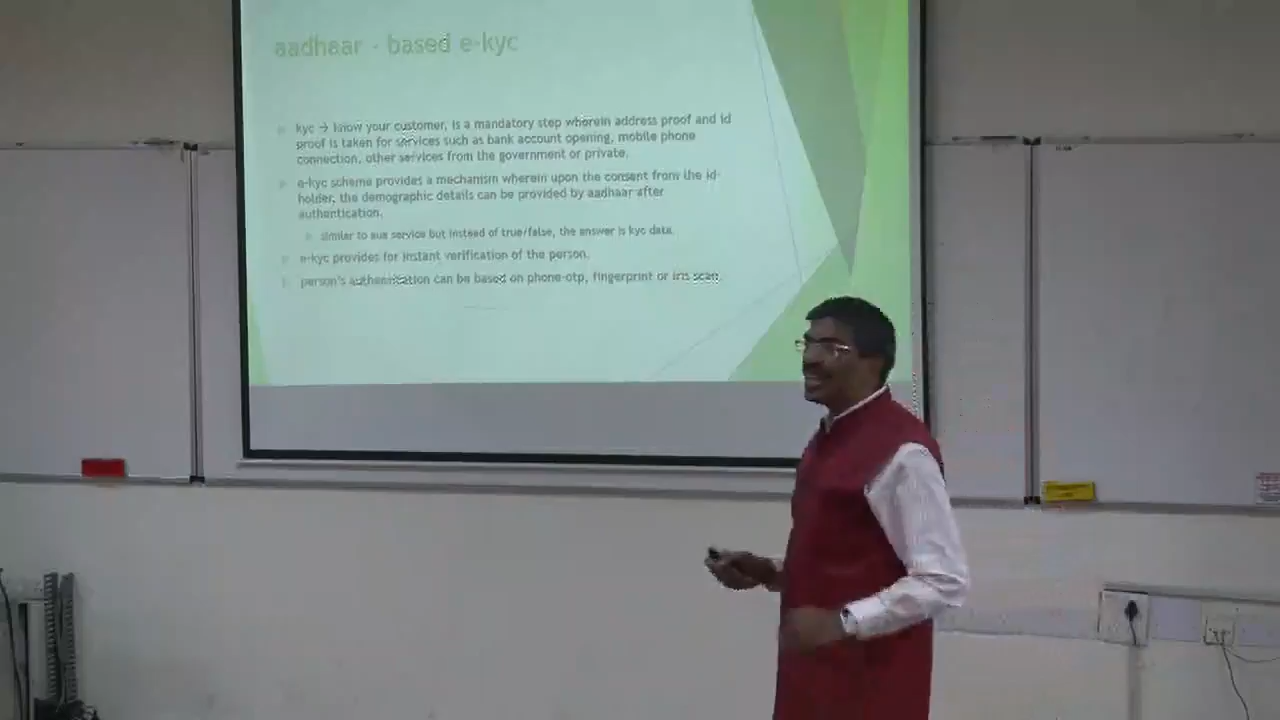 aadhaar - based e-kyc
kyc → know your customer, is a mandatory step wherein address proof and id
proof is taken for services such as bank account opening, mobile phone
connection, other services from the government or private.
e-kyc scheme provides a mechanism wherein upon the consent from the id-
holder, the demographic details can be provided by aadhaar after
authentication.
similar to aua service but instead of true/false, the answer is kyc data.
e-kyc provides for instant verification of the person.
person's authentication can be based on phone-otp, fingerprint or iris scan.